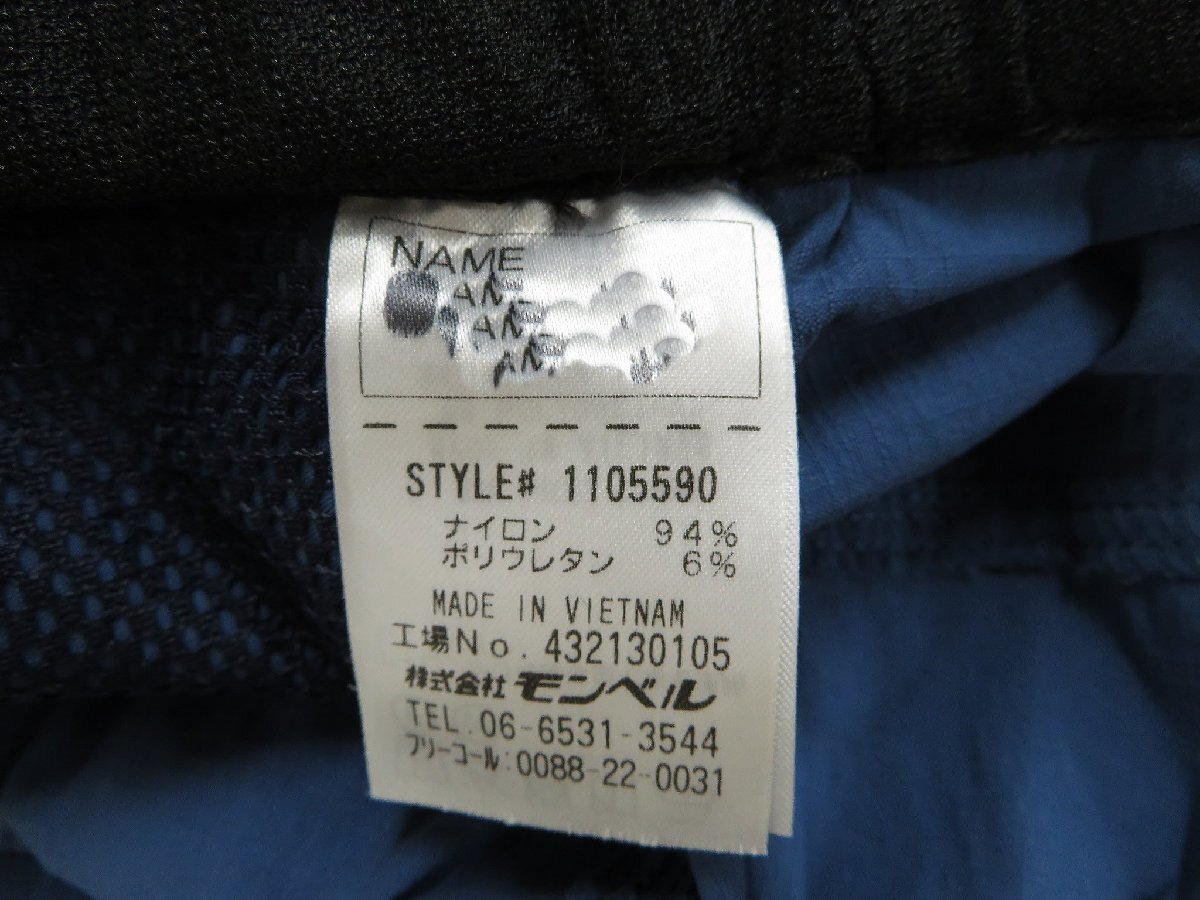 NAME
STYLE# 1105590
ナイロン 94%
ポリウレタン 6%
MADE IN VIETNAM
工場No. 432130105
株式会社 モンベル
TEL.06-6531-3544
フリーコール:0088-22-0031